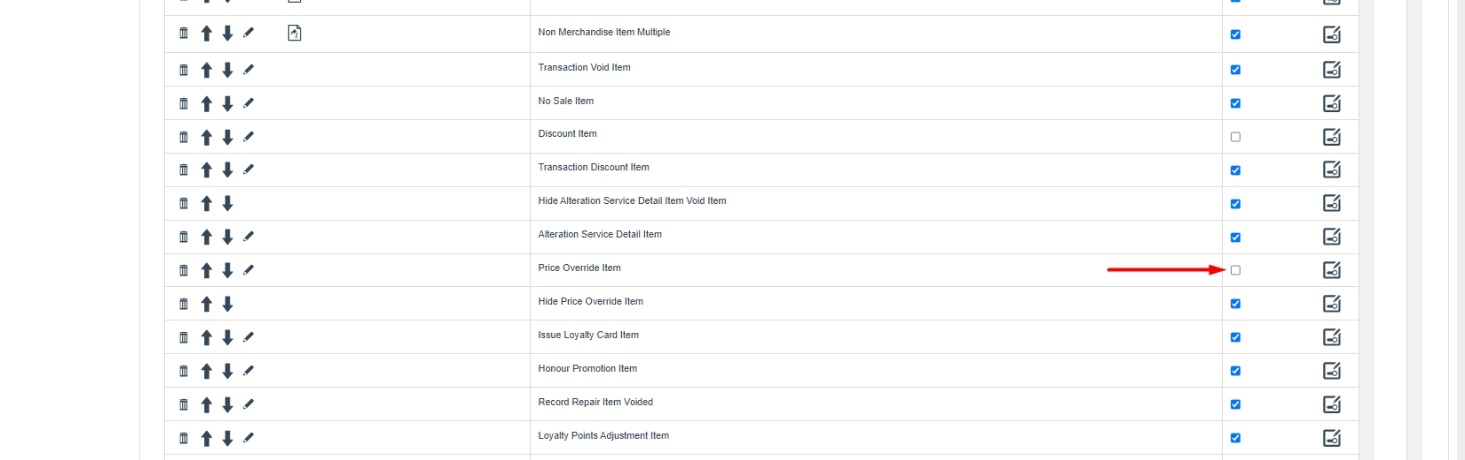 Non Merchandise Item Multiple
Transaction Void Item
No Sale Item
Discount Item
Transaction Discount Item
Hide Alteration Service Detail Item Void Item
Alteration Service Detail Item
Price Override Item
Hide Price Override Item
Issue Loyalty Card Item
Honour Promotion Item
Record Repair Item Voided
Loyalty Points Adjustment Item